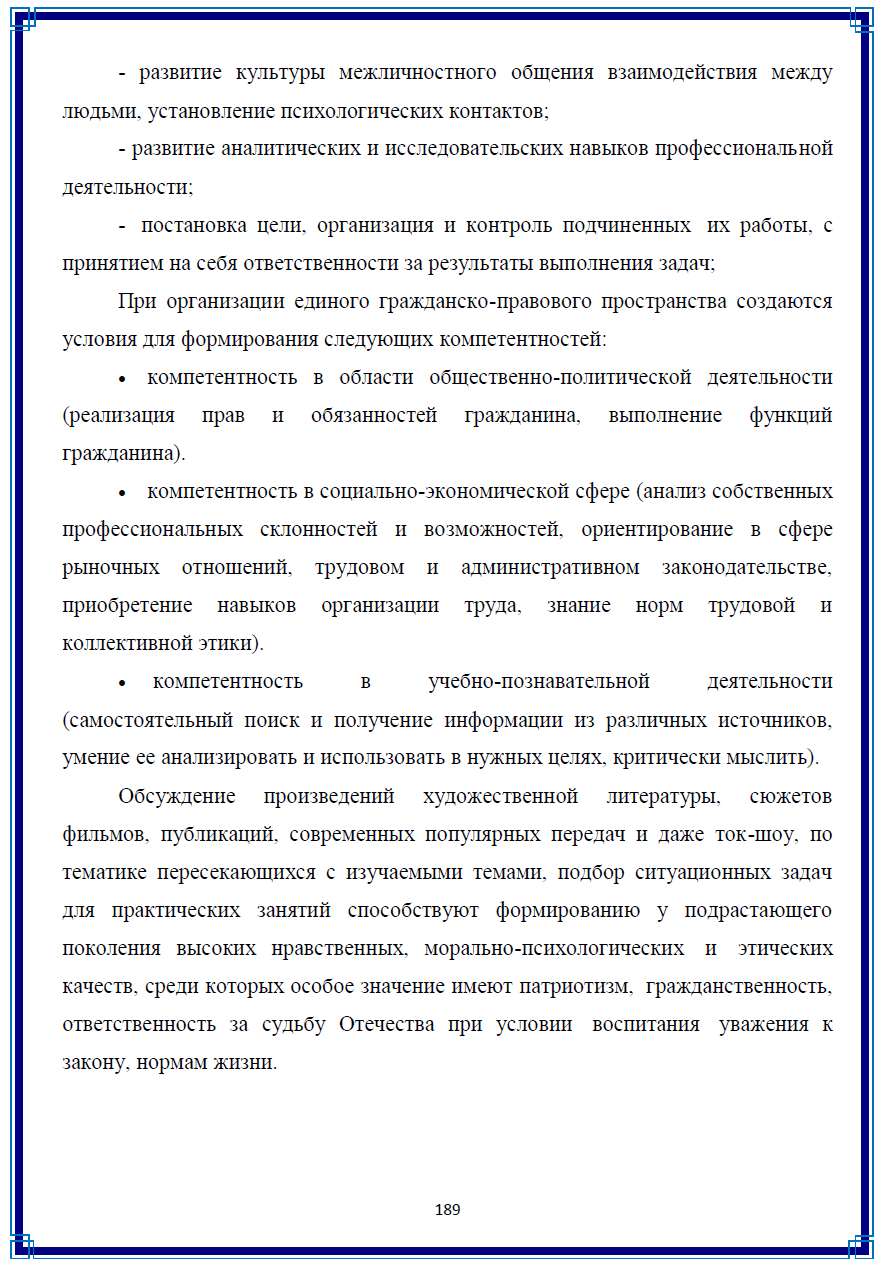 - развитие культуры межличностного общения взаимодействия между
людьми, установление психологических контактов;
- развитие аналитических и исследовательских навыков профессиональной
деятельности;
- постановка цели, организация и контроль подчиненных их работы, с
принятием на себя ответственности за результаты выполнения задач;
При организации единого гражданско-правового пространства создаются
условия для формирования следующих компетентностей:
• компетентность в области общественно-политической деятельности
(реализация прав и обязанностей гражданина, выполнение функций
гражданина).
• компетентность в социально-экономической сфере (анализ собственных
профессиональных склонностей и возможностей, ориентирование в сфере
рыночных отношений, трудовом и административном законодательстве,
приобретение навыков организации труда, знание норм трудовой и
коллективной этики).
• компетентность в учебно-познавательной деятельности
(самостоятельный поиск и получение информации из различных источников,
умение ее анализировать и использовать в нужных целях, критически мыслить).
Обсуждение произведений художественной литературы, сюжетов
фильмов, публикаций, современных популярных передач и даже ток-шоу, по
тематике пересекающихся с изучаемыми темами, подбор ситуационных задач
для практических занятий способствуют формированию у подрастающего
поколения высоких нравственных, морально-психологических и этических
качеств, среди которых особое значение имеют патриотизм, гражданственность,
ответственность за судьбу Отечества при условии воспитания уважения к
закону, нормам жизни.
189